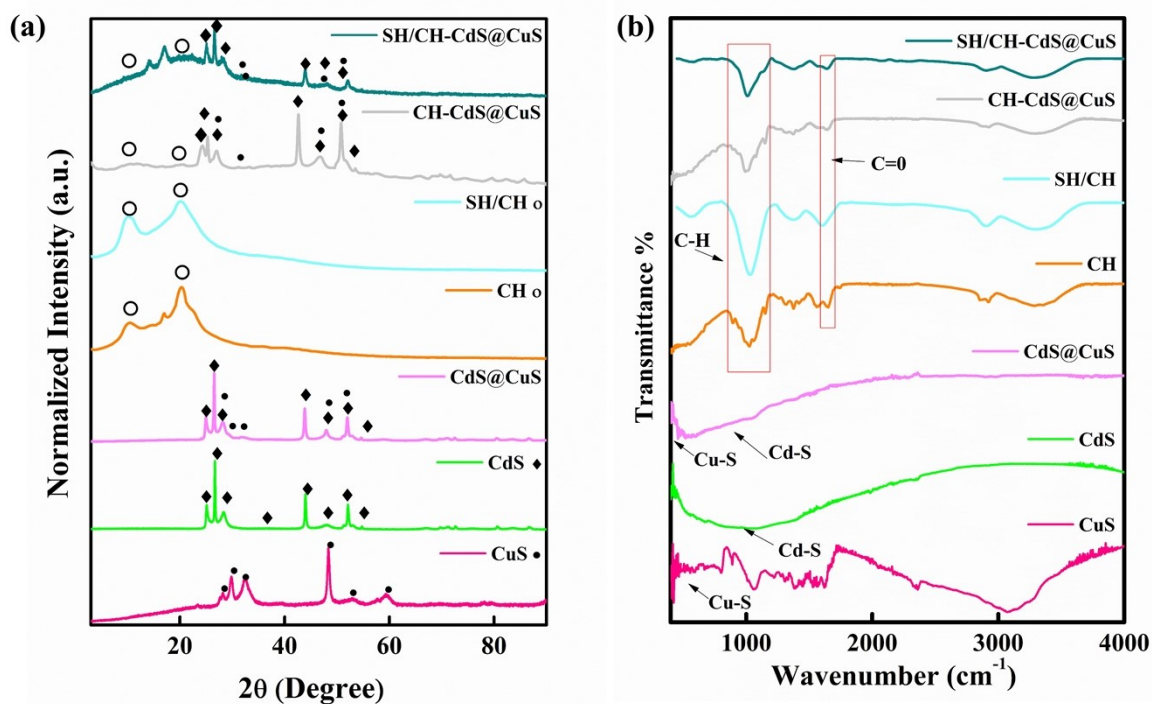 (a)
SH/CH-CdS@CuS
CH-CdS@CuS
SH/CH o
CH o
CdS@CuS
CdS ♦
CuS •
Normalized Intensity (a.u.)
20
40
60
80
2θ (Degree)
(b)
SH/CH-CdS@CuS
CH-CdS@CuS
C=0
SH/CH
C-H
CH
CdS@CuS
Cu-S
Cd-S
CdS
Cd-S
CuS
Cu-S
Transmittance %
1000
2000
3000
4000
Wavenumber (cm⁻¹)